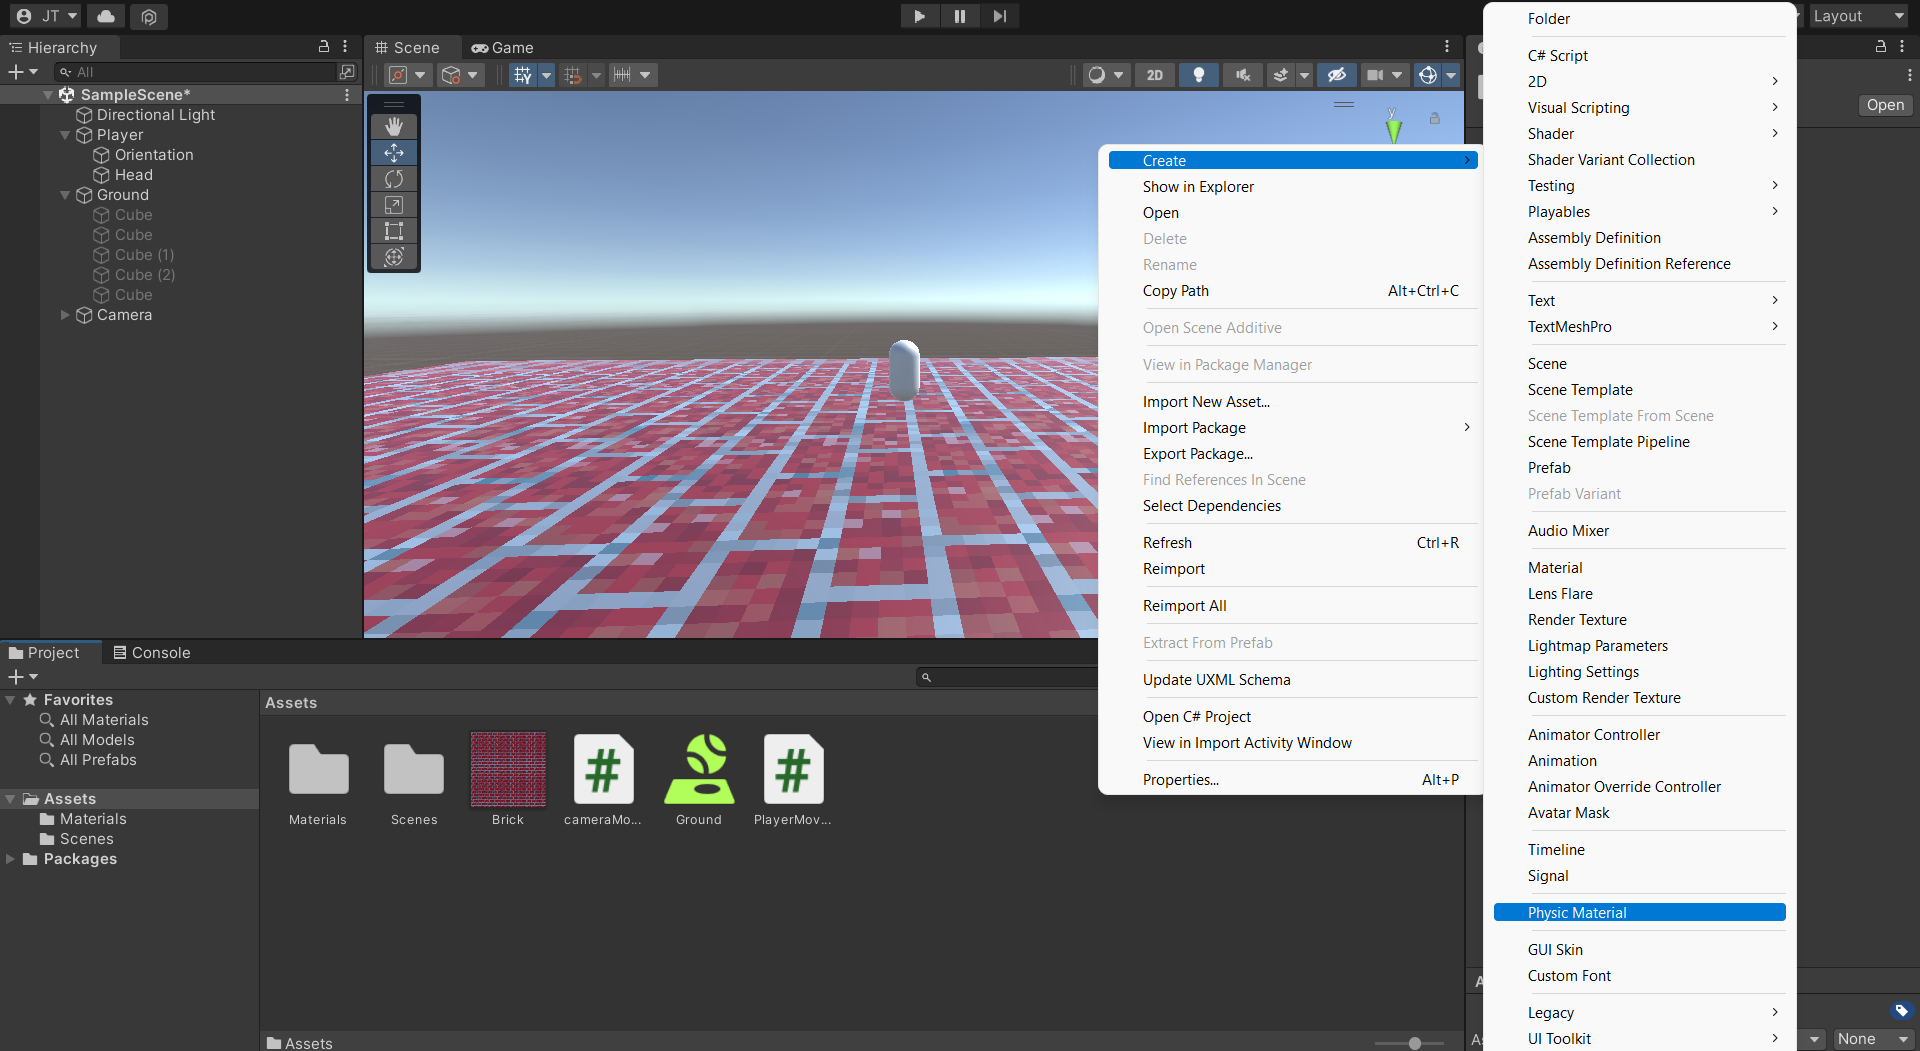 JT
Layout
Hierarchy
All
SampleScene*
Directional Light
Player
Orientation
Head
Ground
Cube
Cube
Cube (1)
Cube (2)
Cube
Camera
Scene
Game
2D
y
Open
Create
Show in Explorer
Open
Delete
Rename
Copy Path Alt+Ctrl+C
Open Scene Additive
View in Package Manager
Import New Asset...
Import Package
Export Package...
Find References In Scene
Select Dependencies
Refresh Ctrl+R
Reimport
Reimport All
Extract From Prefab
Update UXML Schema
Open C# Project
View in Import Activity Window
Properties... Alt+P
Folder
C# Script
2D
Visual Scripting
Shader
Shader Variant Collection
Testing
Playables
Assembly Definition
Assembly Definition Reference
Text
TextMeshPro
Scene
Scene Template
Scene Template From Scene
Scene Template Pipeline
Prefab
Prefab Variant
Audio Mixer
Material
Lens Flare
Render Texture
Lightmap Parameters
Lighting Settings
Custom Render Texture
Animator Controller
Animation
Animator Override Controller
Avatar Mask
Timeline
Signal
Physic Material
GUI Skin
Custom Font
Legacy
UI Toolkit
Project
Console
Favorites
All Materials
All Models
All Prefabs
Assets
Materials
Scenes
Packages
Assets
Materials
Scenes
Brick
cameraMo...
Ground
PlayerMov...
Assets
None